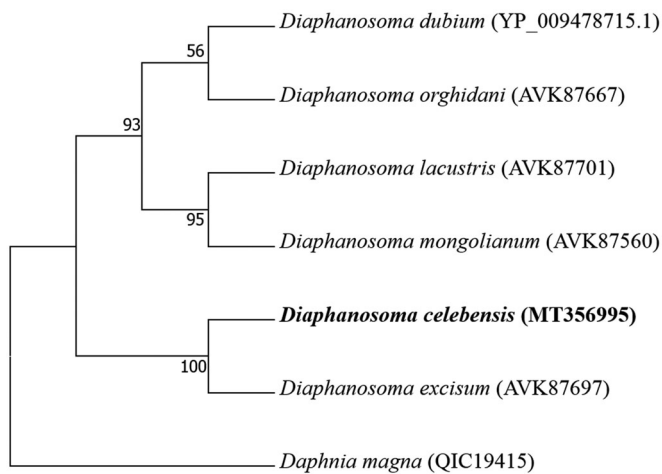 Diaphanosoma dubium (YP_009478715.1)
56
Diaphanosoma orghidani (AVK87667)
93
Diaphanosoma lacustris (AVK87701)
95
Diaphanosoma mongolianum (AVK87560)
Diaphanosoma celebensis (MT356995)
100
Diaphanosoma excisum (AVK87697)
Daphnia magna (QIC19415)